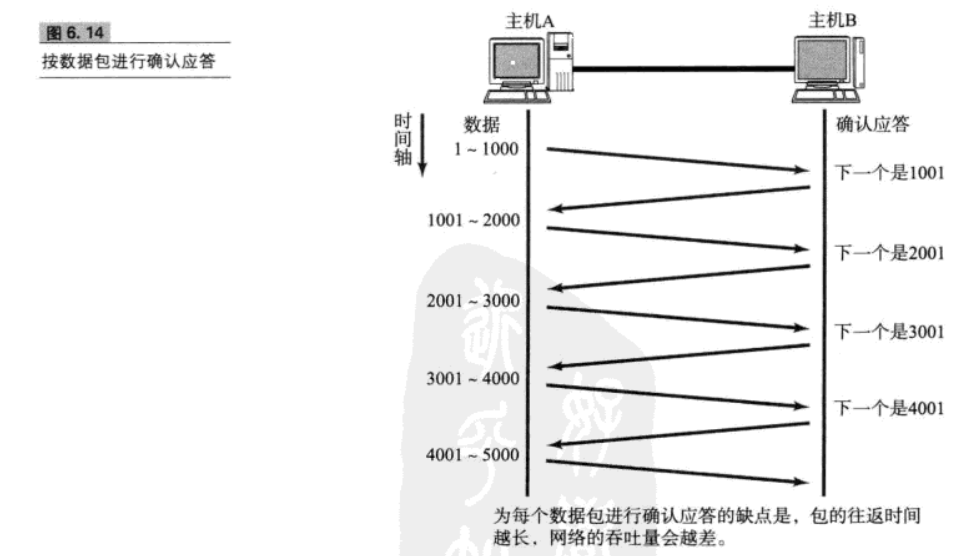 图6.14
按数据包进行确认应答
主机A
主机B
时间轴
数据
确认应答
1～1000
下一个是1001
1001～2000
下一个是2001
2001～3000
下一个是3001
3001～4000
下一个是4001
4001～5000
为每个数据包进行确认应答的缺点是，包的往返时间
越长，网络的吞吐量会越差。